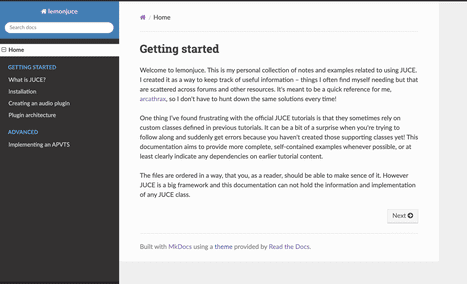 lemonjuce
Search docs
Home
GETTING STARTED
What is JUCE?
Installation
Creating an audio plugin
Plugin architecture
ADVANCED
Implementing an APVTS
/ Home
Getting started
Welcome to lemonjuce. This is my personal collection of notes and examples related to using JUCE.
I created it as a way to keep track of useful information – things I often find myself needing but that
are scattered across forums and other resources. It's meant to be a quick reference for me,
arcathrax, so I don't have to hunt down the same solutions every time!
One thing I've found frustrating with the official JUCE tutorials is that they sometimes rely on
custom classes defined in previous tutorials. It can be a bit of a surprise when you're trying to
follow along and suddenly get errors because you haven't created those supporting classes yet! This
documentation aims to provide more complete, self-contained examples whenever possible, or at
least clearly indicate any dependencies on earlier tutorial content.
The files are ordered in a way, that you, as a reader, should be able to make sense of it. However
JUCE is a big framework and this documentation can not hold the information and implementation
of any JUCE class.
Next
Built with MkDocs using a theme provided by Read the Docs.